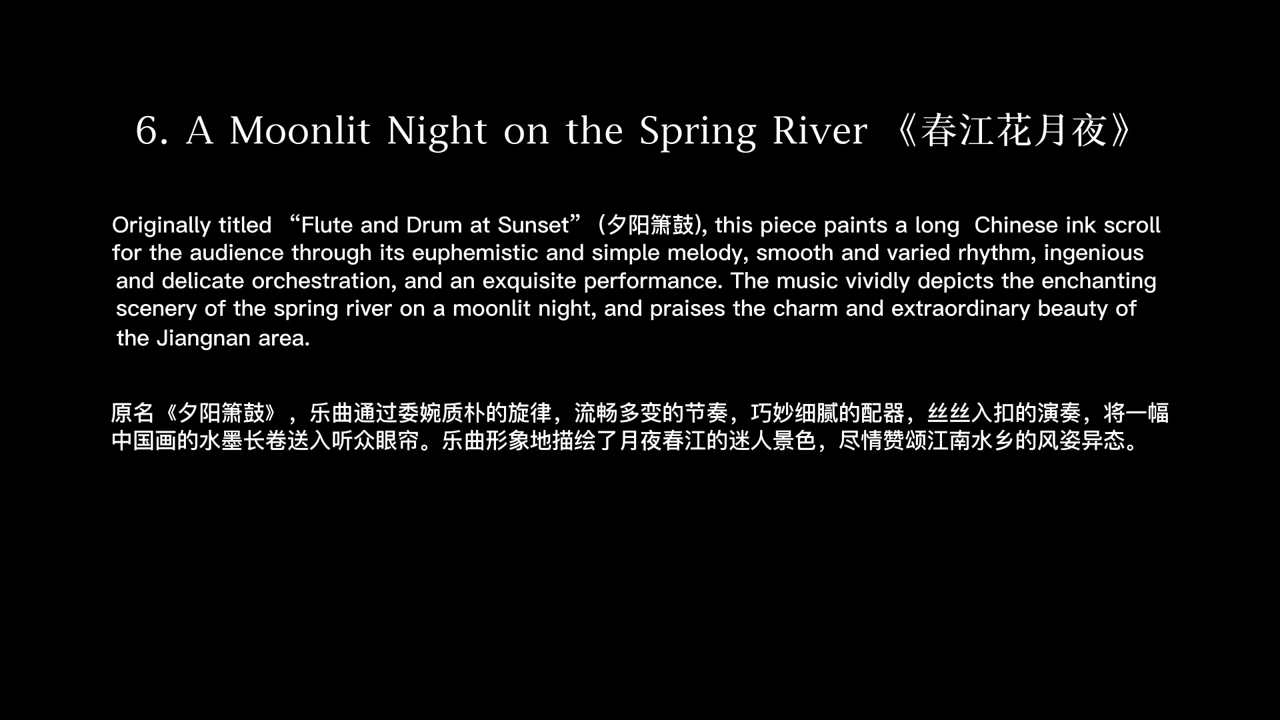 6. A Moonlit Night on the Spring River 《春江花月夜》
Originally titled “Flute and Drum at Sunset” (夕阳箫鼓), this piece paints a long Chinese ink scroll
for the audience through its euphemistic and simple melody, smooth and varied rhythm, ingenious
and delicate orchestration, and an exquisite performance. The music vividly depicts the enchanting
scenery of the spring river on a moonlit night, and praises the charm and extraordinary beauty of
the Jiangnan area.
原名《夕阳箫鼓》，乐曲通过委婉质朴的旋律，流畅多变的节奏，巧妙细腻的配器，丝丝入扣的演奏，将一幅
中国画的水墨长卷送入听众眼帘。乐曲形象地描绘了月夜春江的迷人景色，尽情赞颂江南水乡的风姿异态。